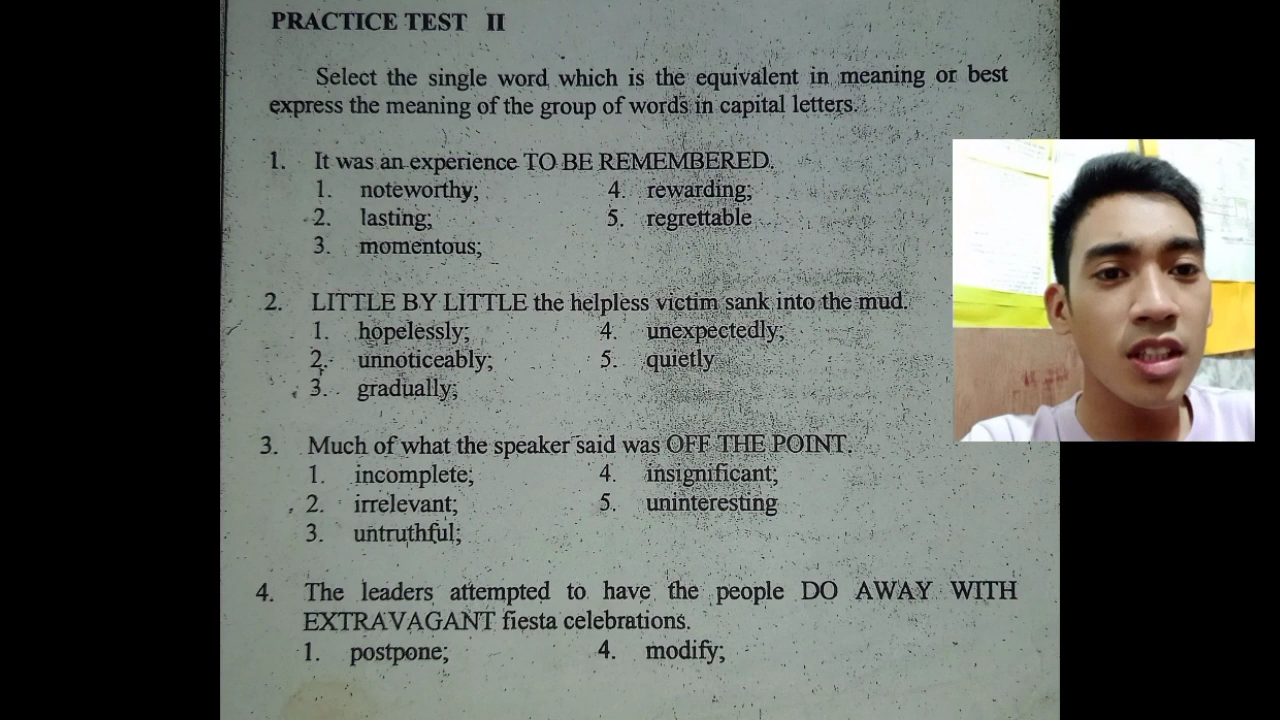 PRACTICE TEST II
Select the single word which is the equivalent in meaning or best
express the meaning of the group of words in capital letters.
1. It was an experience TO BE REMEMBERED.
1. noteworthy; 4. rewarding;
2. lasting; 5. regrettable
3. momentous;
2. LITTLE BY LITTLE the helpless victim sank into the mud.
1. hopelessly; 4. unexpectedly;
2. unnoticeably; 5. quietly
3. gradually;
3. Much of what the speaker said was OFF THE POINT.
1. incomplete; 4. insignificant;
2. irrelevant; 5. uninteresting
3. untruthful;
4. The leaders attempted to have the people DO AWAY WITH
EXTRAVAGANT fiesta celebrations.
1. postpone; 4. modify;